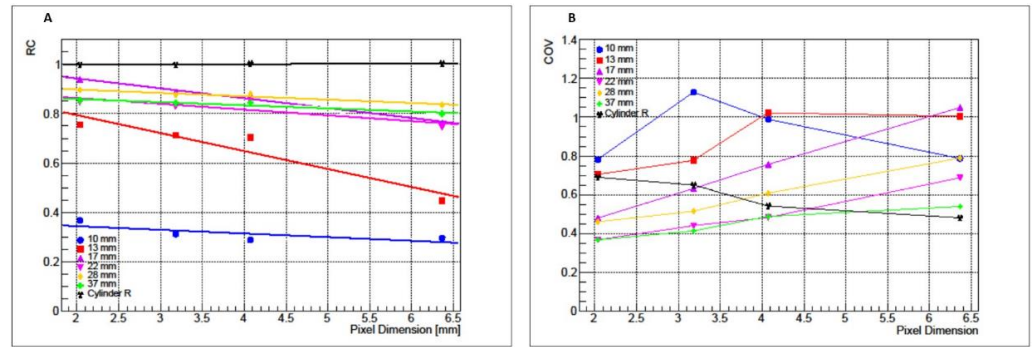 A
RC
1
0.8
0.6
0.4
0.2
0
10 mm
13 mm
17 mm
22 mm
28 mm
37 mm
Cylinder R
2 2.5 3 3.5 4 4.5 5 5.5 6 6.5
Pixel Dimension [mm]
B
COV
1.4
1.2
1
0.8
0.6
0.4
0.2
0
10 mm
13 mm
17 mm
22 mm
28 mm
37 mm
Cylinder R
2 2.5 3 3.5 4 4.5 5 5.5 6 6.5
Pixel Dimension